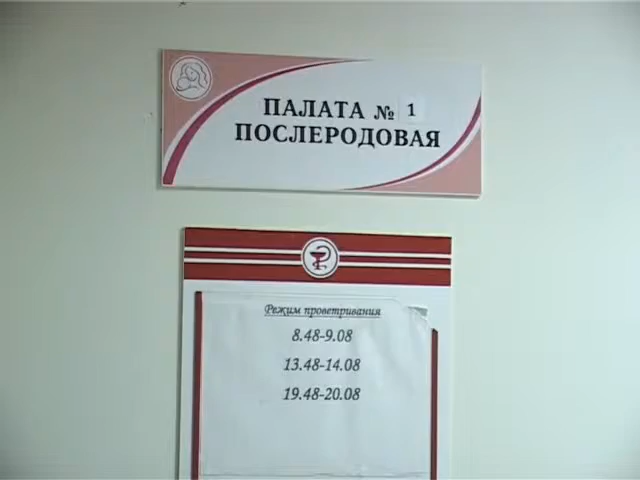 ПАЛАТА № 1
ПОСЛЕРОДОВАЯ
Режим проветривания
8.48-9.08
13.48-14.08
19.48-20.08